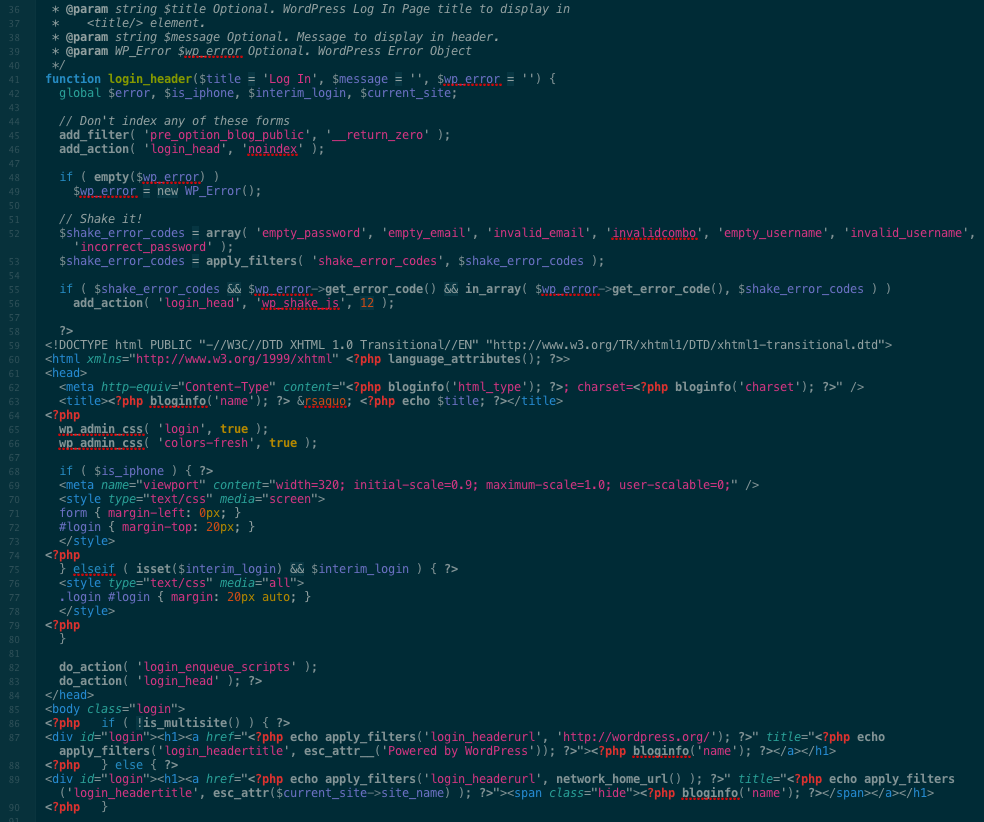 36 * @param string $title Optional. WordPress Log In Page title to display in
37 *    <title/> element.
38 * @param string $message Optional. Message to display in header.
39 * @param WP_Error $wp_error Optional. WordPress Error Object
40 */
41 function login_header($title = 'Log In', $message = '', $wp_error = '') {
42   global $error, $is_iphone, $interim_login, $current_site;
43
44   // Don't index any of these forms
45   add_filter( 'pre_option_blog_public', '__return_zero' );
46   add_action( 'login_head', 'noindex' );
47
48   if ( empty($wp_error) )
49     $wp_error = new WP_Error();
50
51   // Shake it!
52   $shake_error_codes = array( 'empty_password', 'empty_email', 'invalid_email', 'invalidcombo', 'empty_username', 'invalid_username',
     'incorrect_password' );
53   $shake_error_codes = apply_filters( 'shake_error_codes', $shake_error_codes );
54
55   if ( $shake_error_codes && $wp_error->get_error_code() && in_array( $wp_error->get_error_code(), $shake_error_codes ) )
56     add_action( 'login_head', 'wp_shake_js', 12 );
57
58   ?>
59 <!DOCTYPE html PUBLIC "-//W3C//DTD XHTML 1.0 Transitional//EN" "http://www.w3.org/TR/xhtml1/DTD/xhtml1-transitional.dtd">
60 <html xmlns="http://www.w3.org/1999/xhtml" <?php language_attributes(); ?>>
61 <head>
62   <meta http-equiv="Content-Type" content="<?php bloginfo('html_type'); ?>; charset=<?php bloginfo('charset'); ?>" />
63   <title><?php bloginfo('name'); ?> &rsaquo; <?php echo $title; ?></title>
64 <?php
65   wp_admin_css( 'login', true );
66   wp_admin_css( 'colors-fresh', true );
67
68   if ( $is_iphone ) { ?>
69   <meta name="viewport" content="width=320; initial-scale=0.9; maximum-scale=1.0; user-scalable=0;" />
70   <style type="text/css" media="screen">
71   form { margin-left: 0px; }
72   #login { margin-top: 20px; }
73   </style>
74 <?php
75   } elseif ( isset($interim_login) && $interim_login ) { ?>
76   <style type="text/css" media="all">
77   .login #login { margin: 20px auto; }
78   </style>
79 <?php
80   }
81
82   do_action( 'login_enqueue_scripts' );
83   do_action( 'login_head' ); ?>
84 </head>
85 <body class="login">
86 <?php   if ( !is_multisite() ) { ?>
87 <div id="login"><h1><a href="<?php echo apply_filters('login_headerurl', 'http://wordpress.org/'); ?>" title="<?php echo
   apply_filters('login_headertitle', esc_attr__('Powered by WordPress')); ?>"><?php bloginfo('name'); ?></a></h1>
88 <?php   } else { ?>
89 <div id="login"><h1><a href="<?php echo apply_filters('login_headerurl', network_home_url() ); ?>" title="<?php echo apply_filters
   ('login_headertitle', esc_attr($current_site->site_name) ); ?>"><span class="hide"><?php bloginfo('name'); ?></span></a></h1>
90 <?php   }